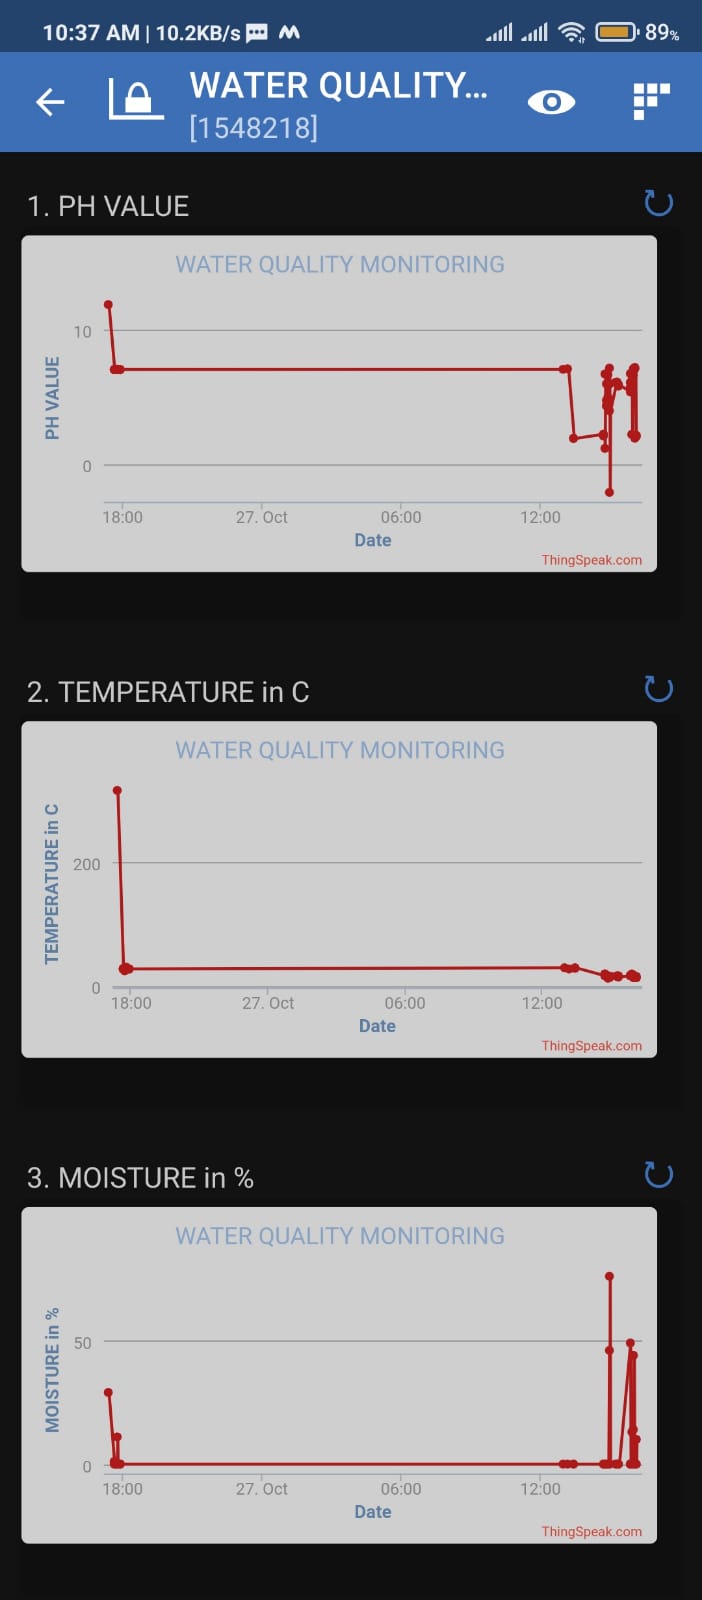 10:37 AM | 10.2KB/s 89%
WATER QUALITY...
[1548218]
1. PH VALUE
WATER QUALITY MONITORING
PH VALUE
10
0
18:00 27. Oct 06:00 12:00
Date
ThingSpeak.com
2. TEMPERATURE in C
WATER QUALITY MONITORING
TEMPERATURE in C
200
0
18:00 27. Oct 06:00 12:00
Date
ThingSpeak.com
3. MOISTURE in %
WATER QUALITY MONITORING
MOISTURE in %
50
0
18:00 27. Oct 06:00 12:00
Date
ThingSpeak.com